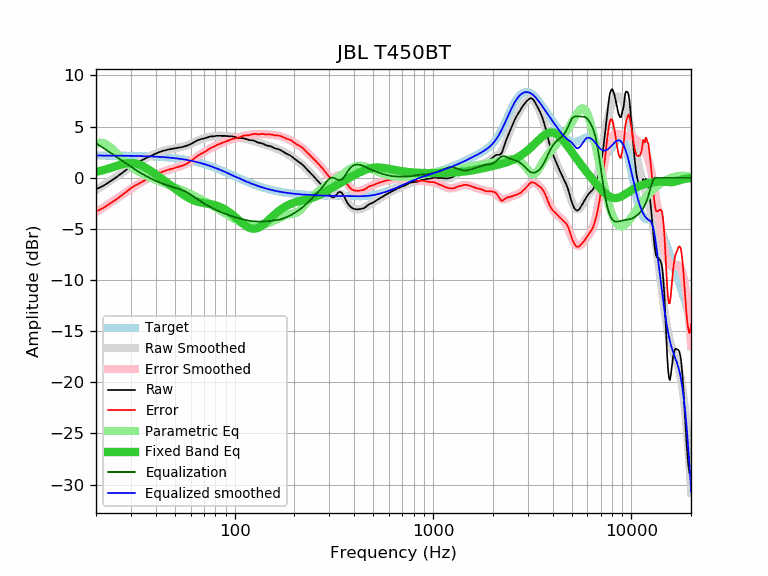 JBL T450BT
10
5
0
−5
−10
−15
−20
−25
−30
Amplitude (dBr)
Target
Raw Smoothed
Error Smoothed
Raw
Error
Parametric Eq
Fixed Band Eq
Equalization
Equalized smoothed
100
1000
10000
Frequency (Hz)